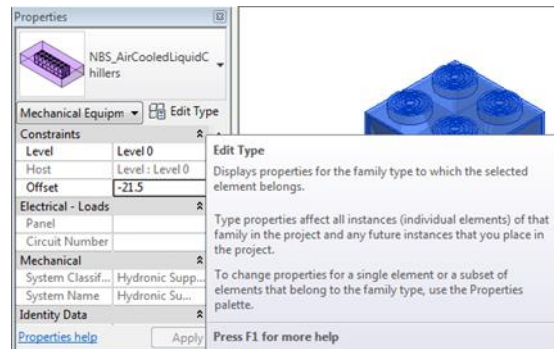 Properties
NBS_AirCooledLiquidC
hillers
Mechanical Equipm
Edit Type
Constraints
Level Level 0
Host Level : Level 0
Offset -21.5
Electrical - Loads
Panel
Circuit Number
Mechanical
System Classif... Hydronic Supp...
System Name Hydronic Su...
Identity Data
Properties help
Apply
Edit Type
Displays properties for the family type to which the selected
element belongs.
Type properties affect all instances (individual elements) of that
family in the project and any future instances that you place in
the project.
To change properties for a single element or a subset of
elements that belong to the family type, use the Properties
palette.
Press F1 for more help